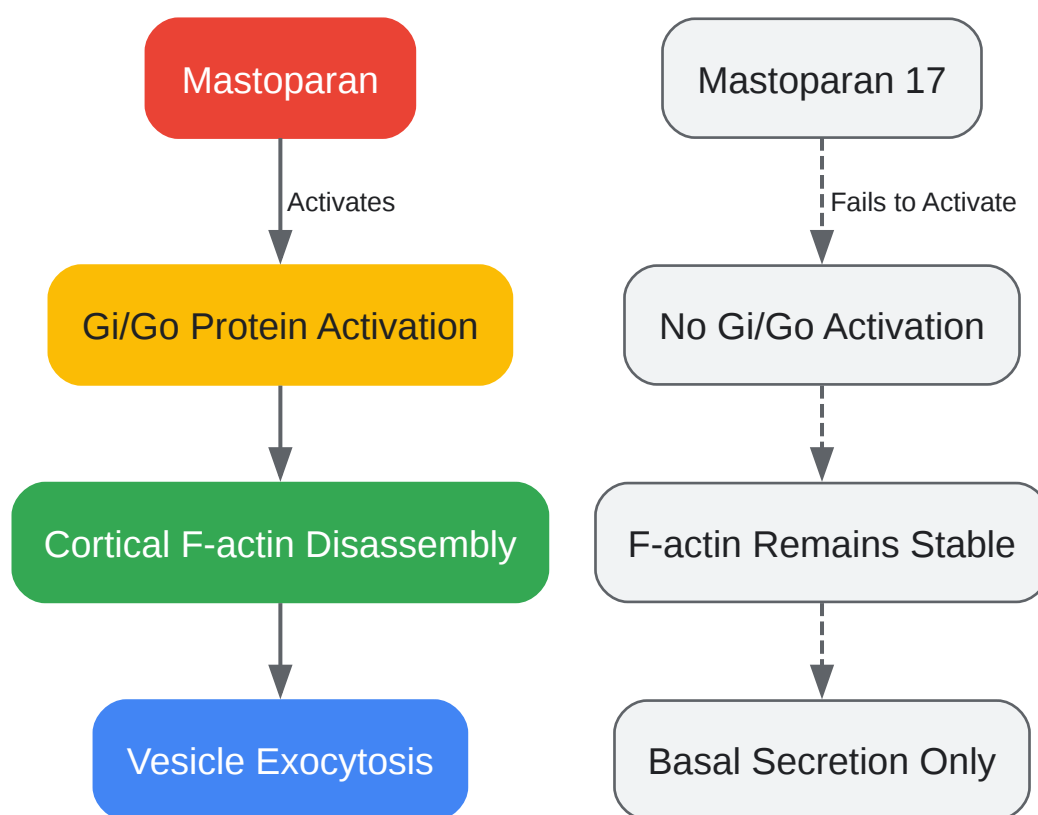 Mastoparan
Activates
Gi/Go Protein Activation
Cortical F-actin Disassembly
Vesicle Exocytosis
Mastoparan 17
Fails to Activate
No Gi/Go Activation
F-actin Remains Stable
Basal Secretion Only